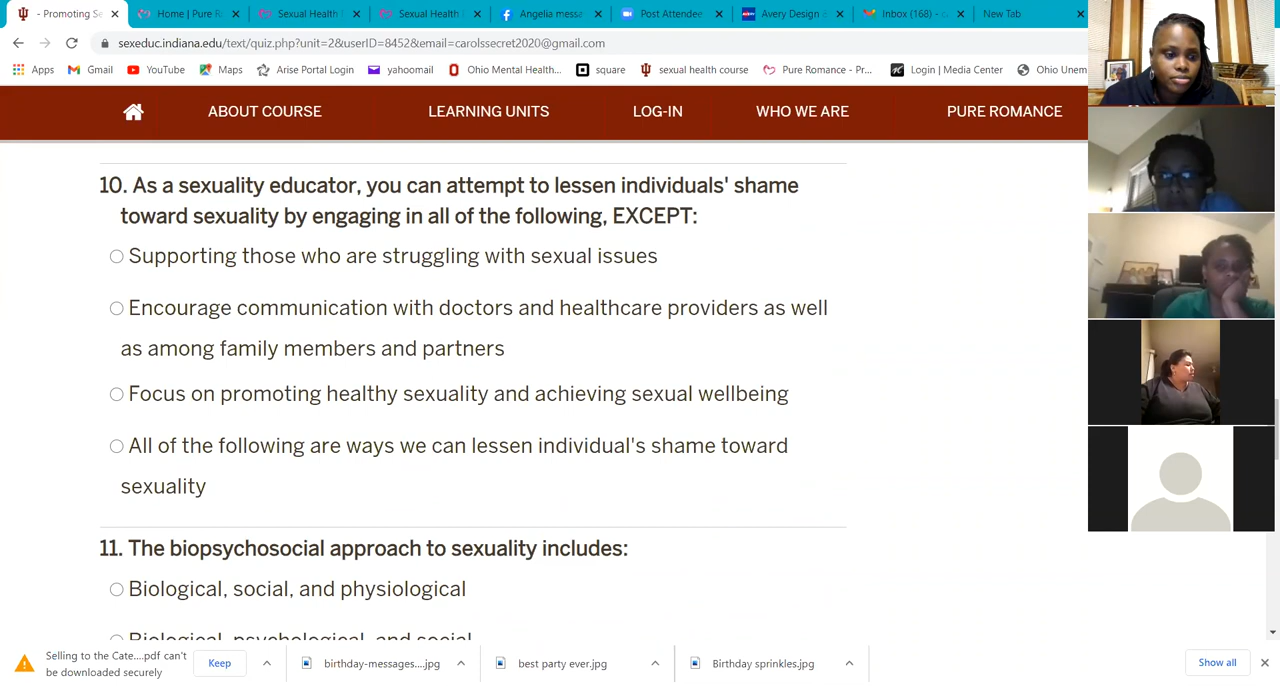 - Promoting Se
Home | Pure R
Sexual Health
Sexual Health
Angelia messa
Post Attendee
Avery Design
Inbox (168) - c
New Tab
sexeduc.indiana.edu/text/quiz.php?unit=2&userID=8452&email=carolssecret2020@gmail.com
Apps
Gmail
YouTube
Maps
Arise Portal Login
yahoomail
Ohio Mental Health...
square
sexual health course
Pure Romance - Pr...
Login | Media Center
Ohio Unem
ABOUT COURSE
LEARNING UNITS
LOG-IN
WHO WE ARE
PURE ROMANCE
10. As a sexuality educator, you can attempt to lessen individuals' shame
toward sexuality by engaging in all of the following, EXCEPT:
Supporting those who are struggling with sexual issues
Encourage communication with doctors and healthcare providers as well
as among family members and partners
Focus on promoting healthy sexuality and achieving sexual wellbeing
All of the following are ways we can lessen individual's shame toward
sexuality
11. The biopsychosocial approach to sexuality includes:
Biological, social, and physiological
Biological, psychological, and social
Selling to the Cate....pdf can't
be downloaded securely
Keep
birthday-messages....jpg
best party ever.jpg
Birthday sprinkles.jpg
Show all